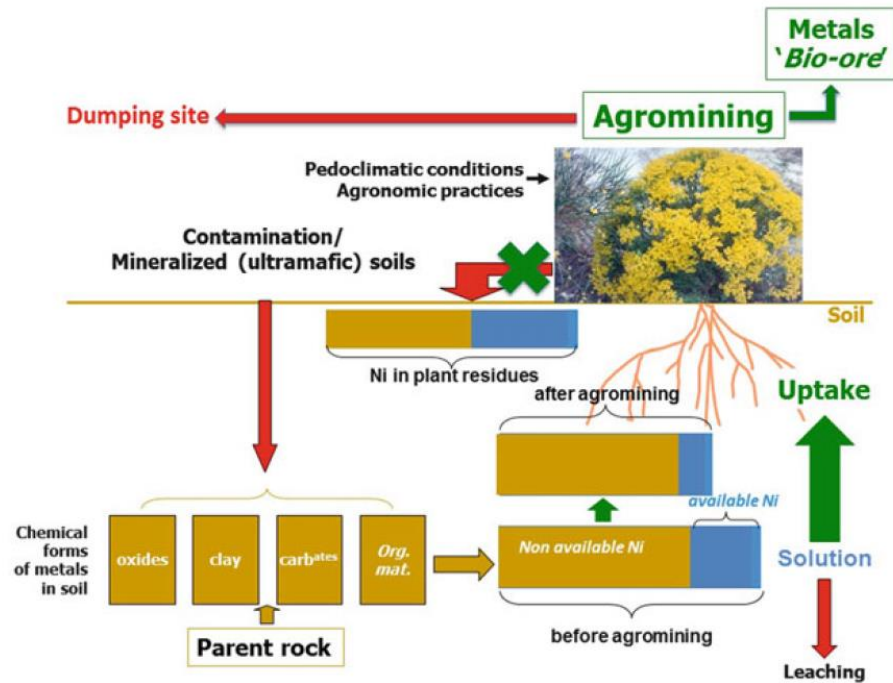 Metals
'Bio-ore'
Dumping site
Agromining
Pedoclimatic conditions
Agronomic practices
Contamination/
Mineralized (ultramafic) soils
Soil
Ni in plant residues
after agromining
Uptake
available Ni
Chemical
forms
of metals
in soil
oxides
clay
carbates
Org.
mat.
Non available Ni
Solution
before agromining
Parent rock
Leaching